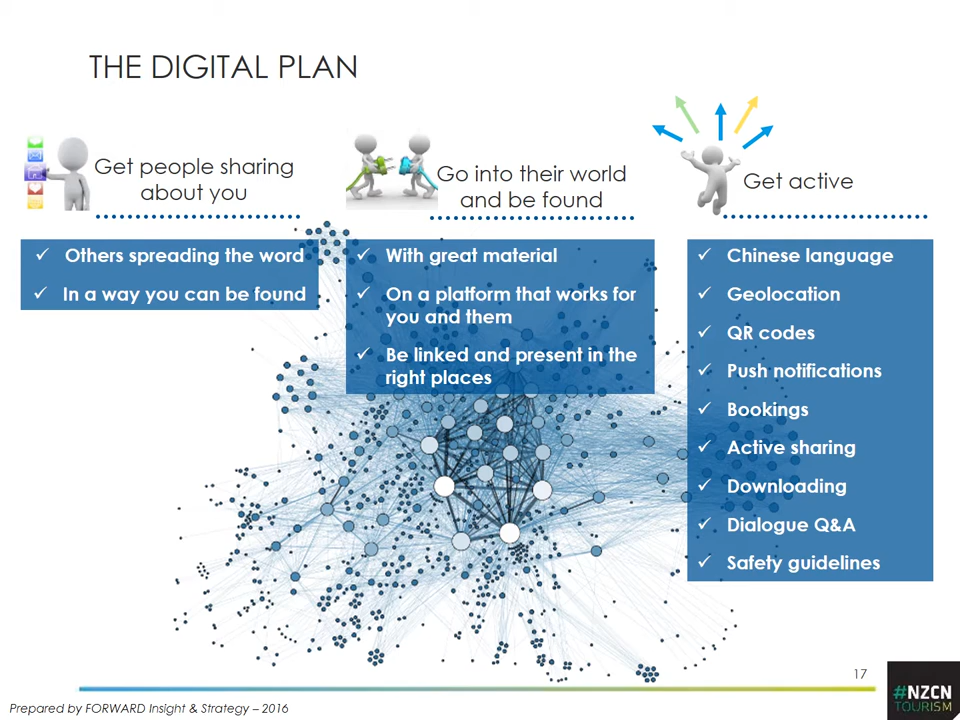 THE DIGITAL PLAN
Get people sharing
about you
✓ Others spreading the word
✓ In a way you can be found
Go into their world
and be found
✓ With great material
✓ On a platform that works for
you and them
✓ Be linked and present in the
right places
Get active
✓ Chinese language
✓ Geolocation
✓ QR codes
✓ Push notifications
✓ Bookings
✓ Active sharing
✓ Downloading
✓ Dialogue Q&A
✓ Safety guidelines
17
Prepared by FORWARD Insight & Strategy – 2016
#NZCN
TOURISM